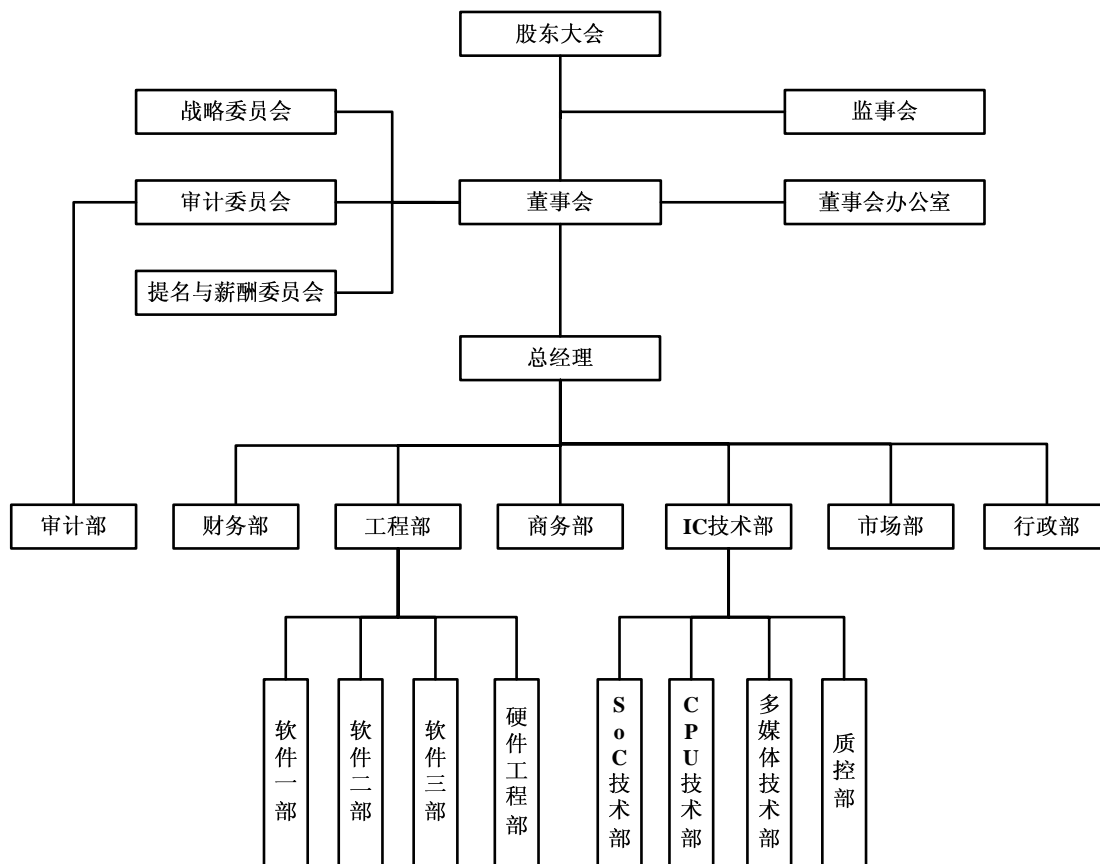 股东大会
战略委员会
监事会
审计委员会
董事会
董事会办公室
提名与薪酬委员会
总经理
审计部
财务部
工程部
商务部
IC技术部
市场部
行政部
软件一部
软件二部
软件三部
硬件工程部
SoC技术部
CPU技术部
多媒体技术部
质控部